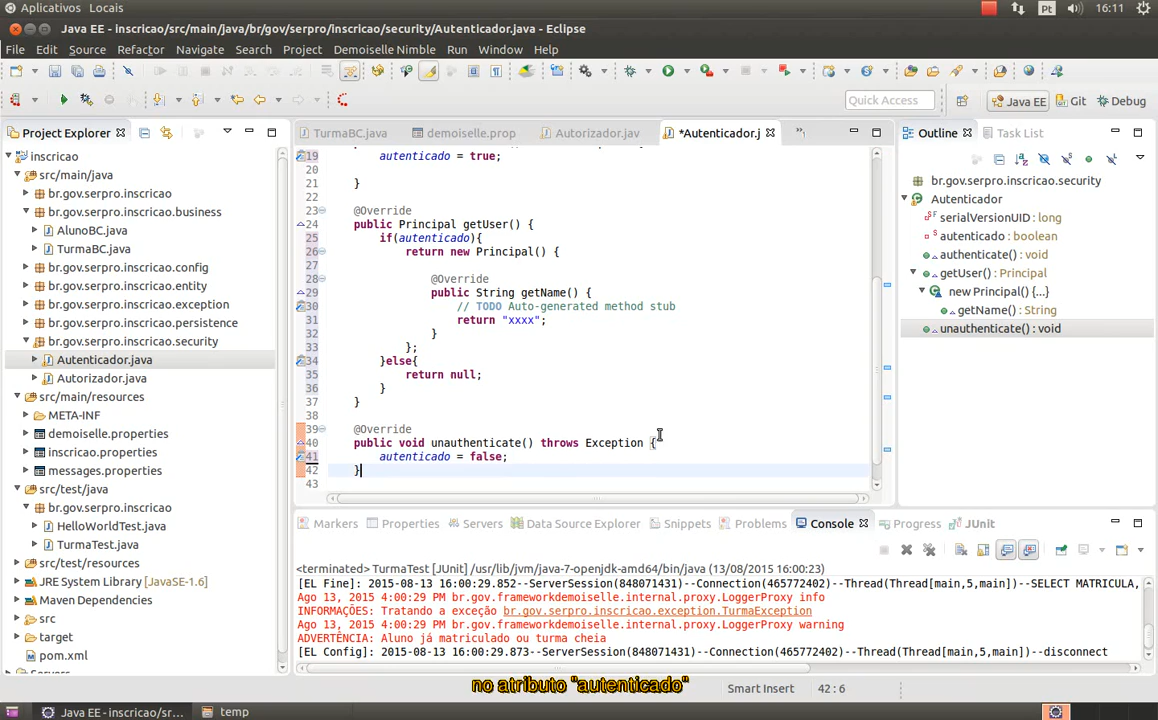 Aplicativos Locais
Pt 16:11
Java EE - inscricao/src/main/java/br/gov/serpro/inscricao/security/Autenticador.java - Eclipse
File Edit Source Refactor Navigate Search Project Demoiselle Nimble Run Window Help
Quick Access
Java EE Git Debug
Project Explorer
inscricao
src/main/java
br.gov.serpro.inscricao
br.gov.serpro.inscricao.business
AlunoBC.java
TurmaBC.java
br.gov.serpro.inscricao.config
br.gov.serpro.inscricao.entity
br.gov.serpro.inscricao.exception
br.gov.serpro.inscricao.persistence
br.gov.serpro.inscricao.security
Autenticador.java
Autorizador.java
src/main/resources
META-INF
demoiselle.properties
inscricao.properties
messages.properties
src/test/java
br.gov.serpro.inscricao
HelloWorldTest.java
TurmaTest.java
src/test/resources
JRE System Library [JavaSE-1.6]
Maven Dependencies
src
target
pom.xml
TurmaBC.java demoiselle.prop Autorizador.jav *Autenticador.j
19 autenticado = true;
20
21 }
23 @Override
24 public Principal getUser() {
25 if(autenticado){
26 return new Principal() {
27
28 @Override
29 public String getName() {
30 // TODO Auto-generated method stub
31 return "xxxx";
32 }
33 };
34 }else{
35 return null;
36 }
37 }
38
39 @Override
40 public void unauthenticate() throws Exception {
41 autenticado = false;
42 }
43
Outline Task List
br.gov.serpro.inscricao.security
Autenticador
serialVersionUID : long
autenticado : boolean
authenticate() : void
getUser() : Principal
new Principal() {...}
getName() : String
unauthenticate() : void
Markers Properties Servers Data Source Explorer Snippets Problems Console Progress JUnit
<terminated> TurmaTest [JUnit] /usr/lib/jvm/java-7-openjdk-amd64/bin/java (13/08/2015 16:00:23)
[EL Fine]: 2015-08-13 16:00:29.852--ServerSession(848071431)--Connection(465772402)--Thread(Thread[main,5,main])--SELECT MATRICULA,
Ago 13, 2015 4:00:29 PM br.gov.frameworkdemoiselle.internal.proxy.LoggerProxy info
INFORMAÇÕES: Tratando a exceção br.gov.serpro.inscricao.exception.TurmaException
Ago 13, 2015 4:00:29 PM br.gov.frameworkdemoiselle.internal.proxy.LoggerProxy warning
ADVERTÊNCIA: Aluno já matriculado ou turma cheia
[EL Config]: 2015-08-13 16:00:29.873--ServerSession(848071431)--Connection(465772402)--Thread(Thread[main,5,main])--disconnect
no atributo "autenticado"
Smart Insert 42 : 6
Java EE - inscricao/sr... temp